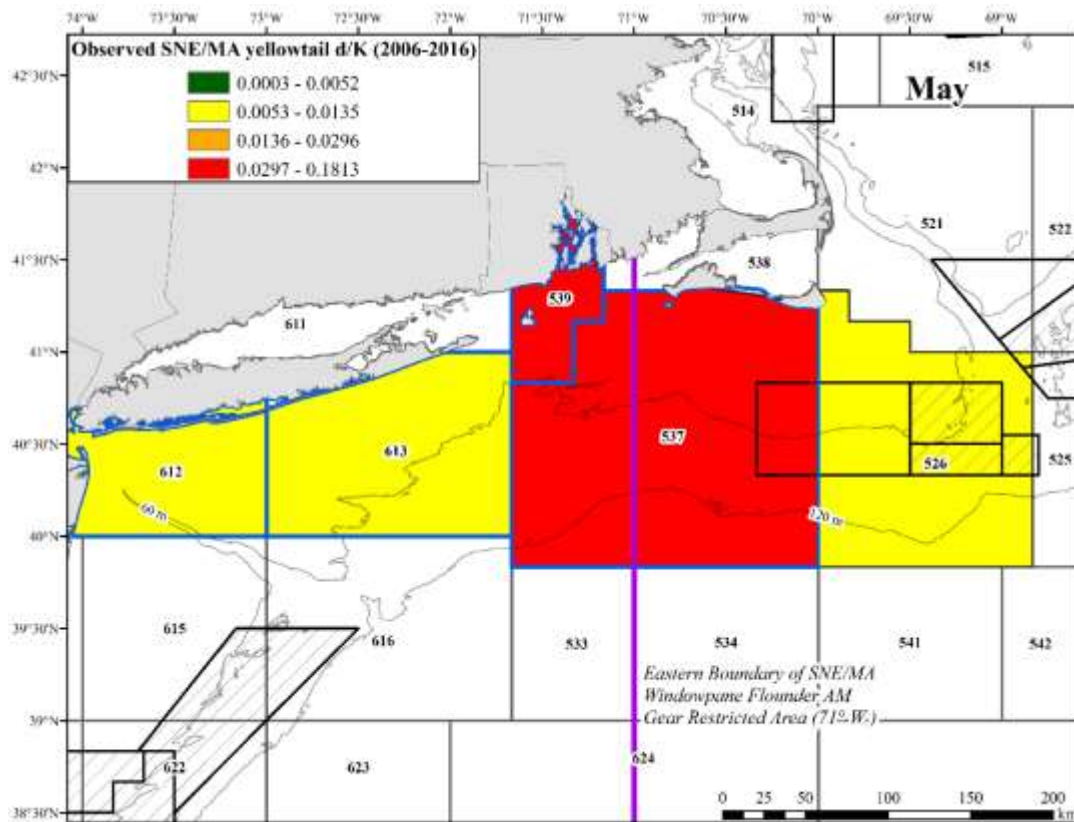 74°W 73°30'W 73°W 72°30'W 72°W 71°30'W 71°W 70°30'W 70°W 69°30'W 69°W
Observed SNE/MA yellowtail d/K (2006-2016)
0.0003 - 0.0052
0.0053 - 0.0135
0.0136 - 0.0296
0.0297 - 0.1813
May
515
514
42°30'N
42°N
521
522
41°30'N
538
539
611
41°N
40°30'N
613
537
612
526
525
60 m
120 m
40°N
39°30'N
615
616
533
534
541
542
Eastern Boundary of SNE/MA
Windowpane Flounder AM
Gear Restricted Area (71°W)
39°N
622
623
624
38°30'N
0 25 50 100 150 200
km